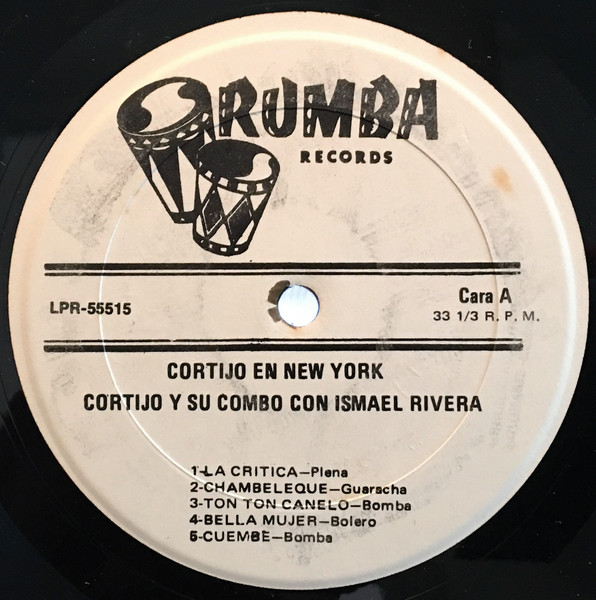 RUMBA
RECORDS
LPR-55515
Cara A
33 1/3 R. P. M.
CORTIJO EN NEW YORK
CORTIJO Y SU COMBO CON ISMAEL RIVERA
1-LA CRITICA—Plena
2-CHAMBELEQUE—Guaracha
3-TON TON CANELO—Bomba
4-BELLA MUJER—Bolero
5-CUEMBE—Bomba